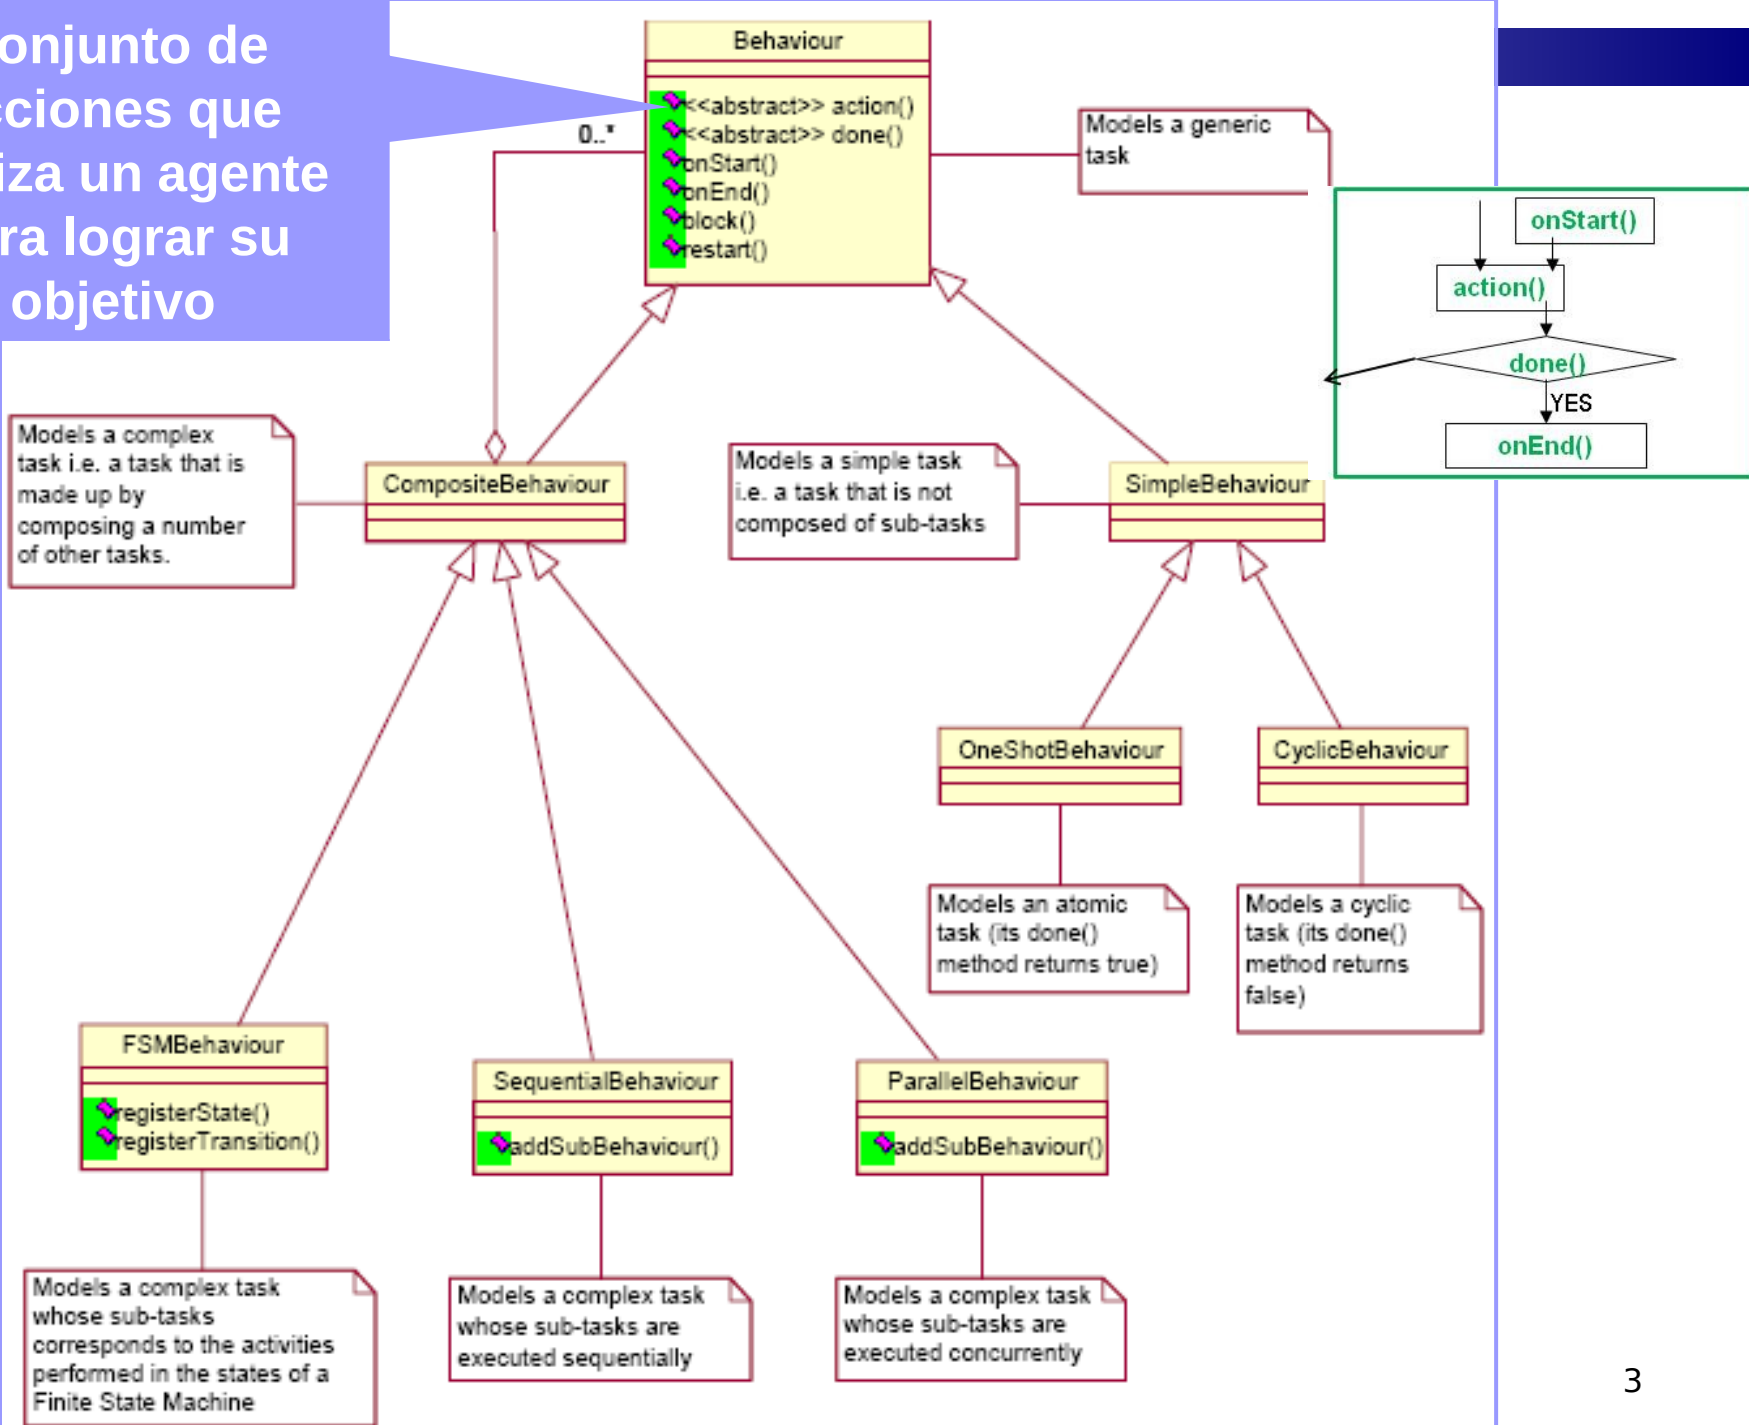 onjunto de
cciones que
iza un agente
ra lograr su
objetivo
Behaviour
<<abstract>> action()
<<abstract>> done()
onStart()
onEnd()
block()
restart()
0..*
Models a generic
task
onStart()
action()
done()
YES
onEnd()
Models a complex
task i.e. a task that is
made up by
composing a number
of other tasks.
CompositeBehaviour
Models a simple task
i.e. a task that is not
composed of sub-tasks
SimpleBehaviour
OneShotBehaviour
CyclicBehaviour
Models an atomic
task (its done()
method returns true)
Models a cyclic
task (its done()
method returns
false)
FSMBehaviour
registerState()
registerTransition()
SequentialBehaviour
addSubBehaviour()
ParallelBehaviour
addSubBehaviour()
Models a complex task
whose sub-tasks
corresponds to the activities
performed in the states of a
Finite State Machine
Models a complex task
whose sub-tasks are
executed sequentially
Models a complex task
whose sub-tasks are
executed concurrently
3